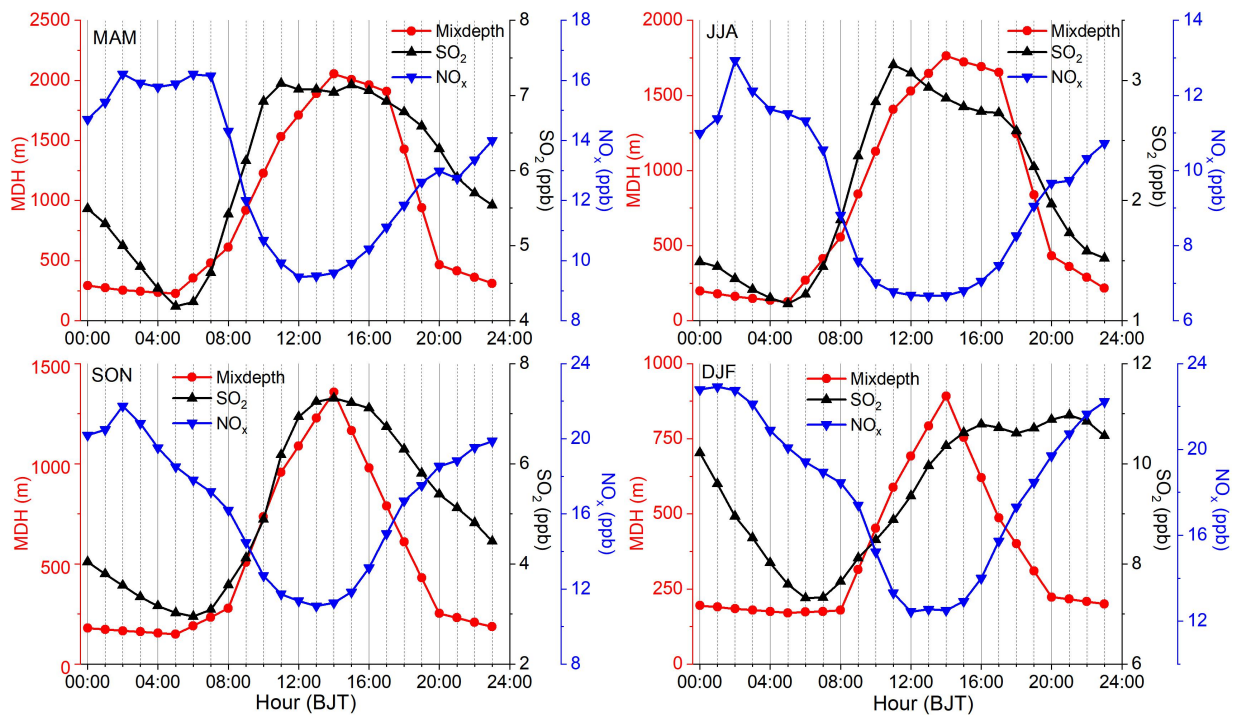 MAM
Mixdepth
SO2
NOx
MDH (m)
2500
2000
1500
1000
500
0
8
7
6
5
4
SO2 (ppb)
18
16
14
12
10
8
NOx (ppb)
00:00 04:00 08:00 12:00 16:00 20:00 24:00
JJA
Mixdepth
SO2
NOx
MDH (m)
2000
1500
1000
500
0
3
2
1
SO2 (ppb)
14
12
10
8
6
NOx (ppb)
00:00 04:00 08:00 12:00 16:00 20:00 24:00
SON
Mixdepth
SO2
NOx
MDH (m)
1500
1000
500
0
8
6
4
2
SO2 (ppb)
24
20
16
12
8
NOx (ppb)
00:00 04:00 08:00 12:00 16:00 20:00 24:00
Hour (BJT)
DJF
Mixdepth
SO2
NOx
MDH (m)
1000
750
500
250
0
12
10
8
6
SO2 (ppb)
24
20
16
12
NOx (ppb)
00:00 04:00 08:00 12:00 16:00 20:00 24:00
Hour (BJT)